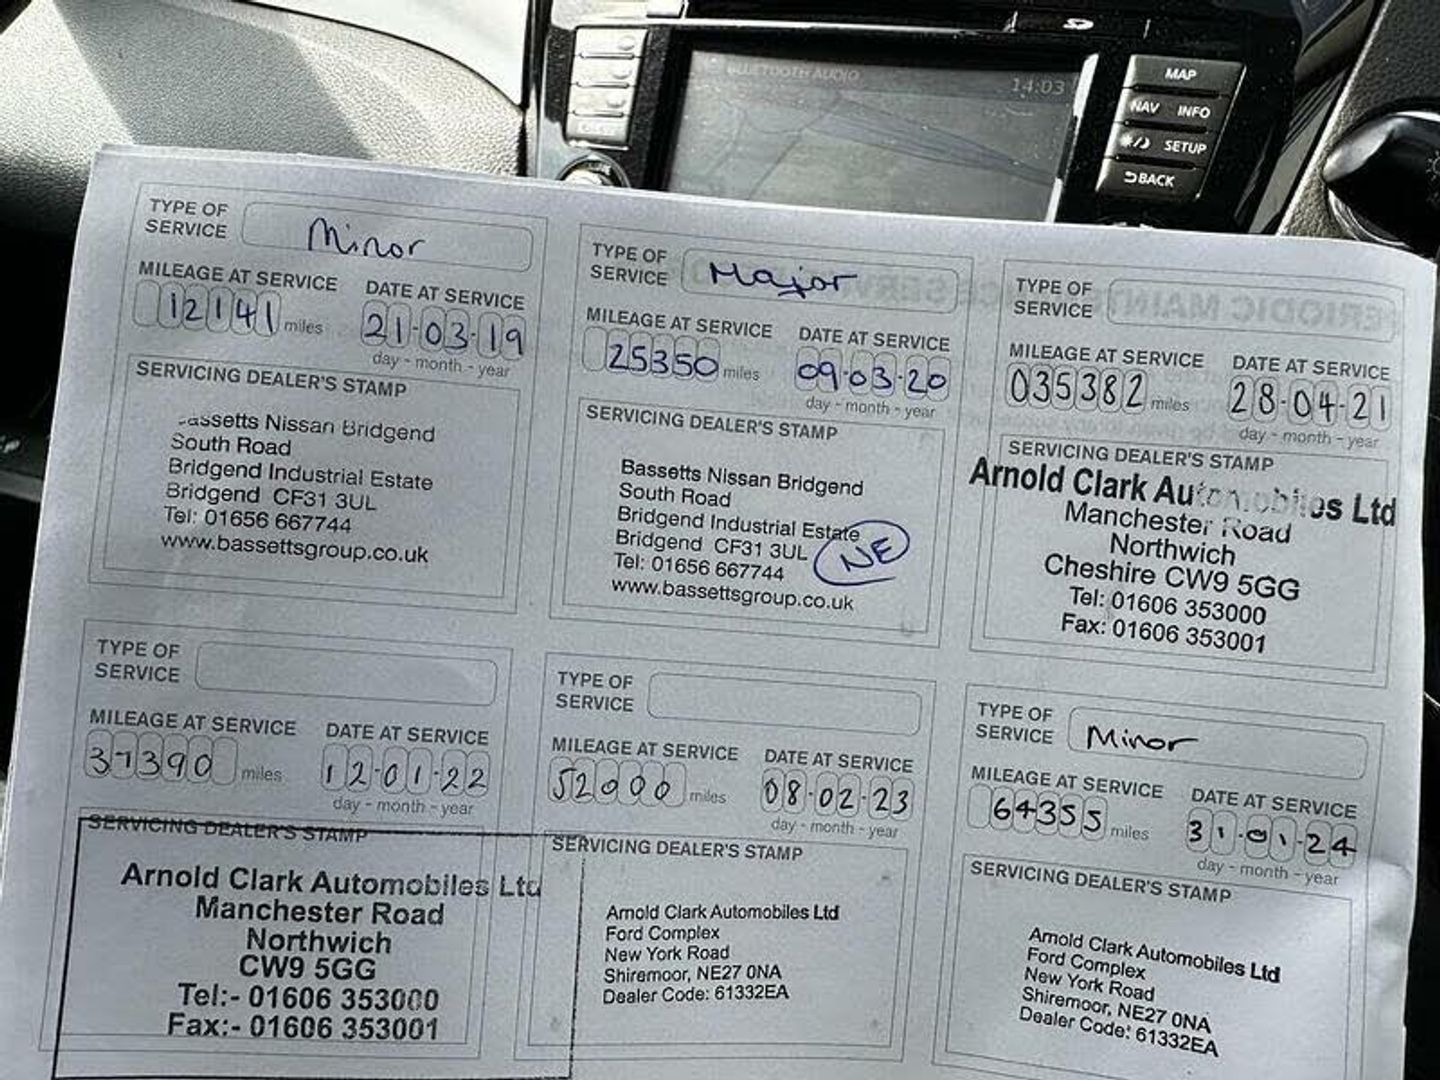 BLUETOOTH AUDIO
14:03
MAP
NAV INFO
SETUP
BACK
TYPE OF
SERVICE
Minor
MILEAGE AT SERVICE
12141 miles
DATE AT SERVICE
21-03-19
day - month - year
SERVICING DEALER'S STAMP
assetts Nissan Bridgend
South Road
Bridgend Industrial Estate
Bridgend CF31 3UL
Tel: 01656 667744
www.bassettsgroup.co.uk
TYPE OF
SERVICE
Major
MILEAGE AT SERVICE
25350 miles
DATE AT SERVICE
09-03-20
day - month - year
SERVICING DEALER'S STAMP
Bassetts Nissan Bridgend
South Road
Bridgend Industrial Estate
Bridgend CF31 3UL
NE
Tel: 01656 667744
www.bassettsgroup.co.uk
TYPE OF
SERVICE
MILEAGE AT SERVICE
035382 miles
DATE AT SERVICE
28-04-21
day - month - year
SERVICING DEALER'S STAMP
Arnold Clark Automobiles Ltd
Manchester Road
Northwich
Cheshire CW9 5GG
Tel: 01606 353000
Fax: 01606 353001
TYPE OF
SERVICE
MILEAGE AT SERVICE
37390 miles
DATE AT SERVICE
12-01-22
day - month - year
SERVICING DEALER'S STAMP
Arnold Clark Automobiles Ltd
Manchester Road
Northwich
CW9 5GG
Tel:- 01606 353000
Fax:- 01606 353001
TYPE OF
SERVICE
MILEAGE AT SERVICE
52000 miles
DATE AT SERVICE
08-02-23
day - month - year
SERVICING DEALER'S STAMP
Arnold Clark Automobiles Ltd
Ford Complex
New York Road
Shiremoor, NE27 0NA
Dealer Code: 61332EA
TYPE OF
SERVICE
Minor
MILEAGE AT SERVICE
64355 miles
DATE AT SERVICE
31-01-24
day - month - year
SERVICING DEALER'S STAMP
Arnold Clark Automobiles Ltd
Ford Complex
New York Road
Shiremoor, NE27 0NA
Dealer Code: 61332EA